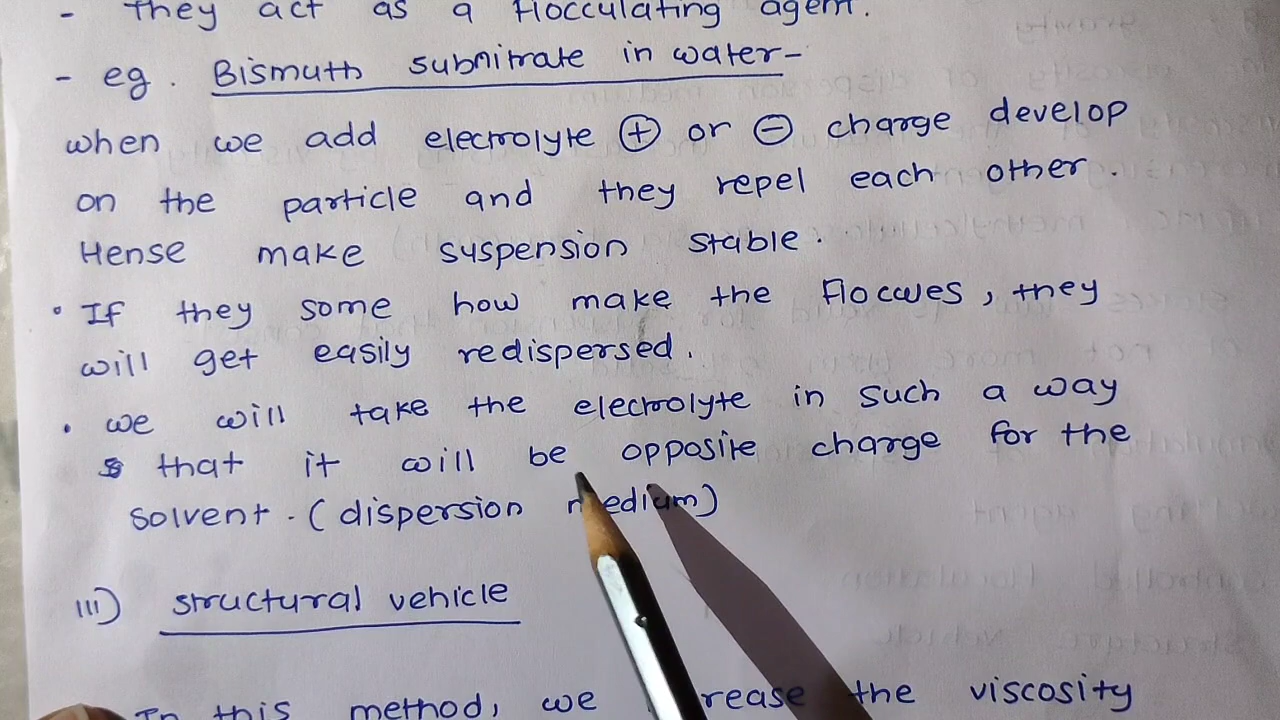 - They act as a flocculating agent.
- eg. Bismuth subnitrate in water-
when we add electrolyte ⊕ or ⊖ charge develop
on the particle and they repel each other.
Hense make suspension stable.
• If they some how make the floccules, they
will get easily redispersed.
• we will take the electrolyte in such a way
that it will be opposite charge for the
solvent. (dispersion medium)
III) structural vehicle
In this method, we the viscosity